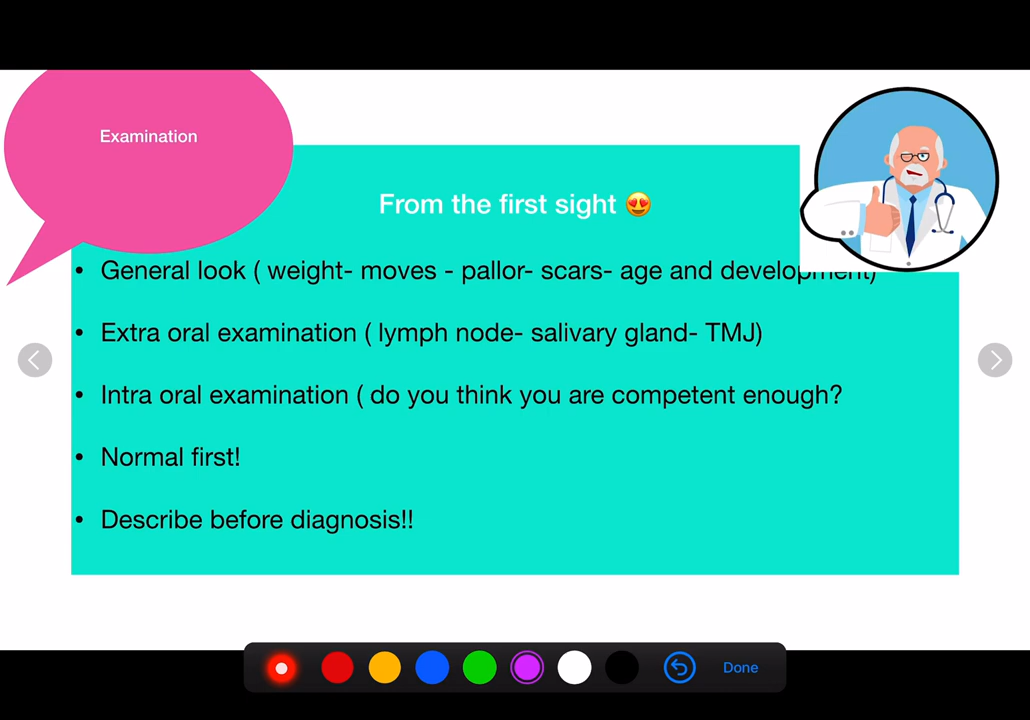 Examination
From the first sight 😍
• General look ( weight- moves - pallor- scars- age and development)
• Extra oral examination ( lymph node- salivary gland- TMJ)
• Intra oral examination ( do you think you are competent enough?
• Normal first!
• Describe before diagnosis!!
Done